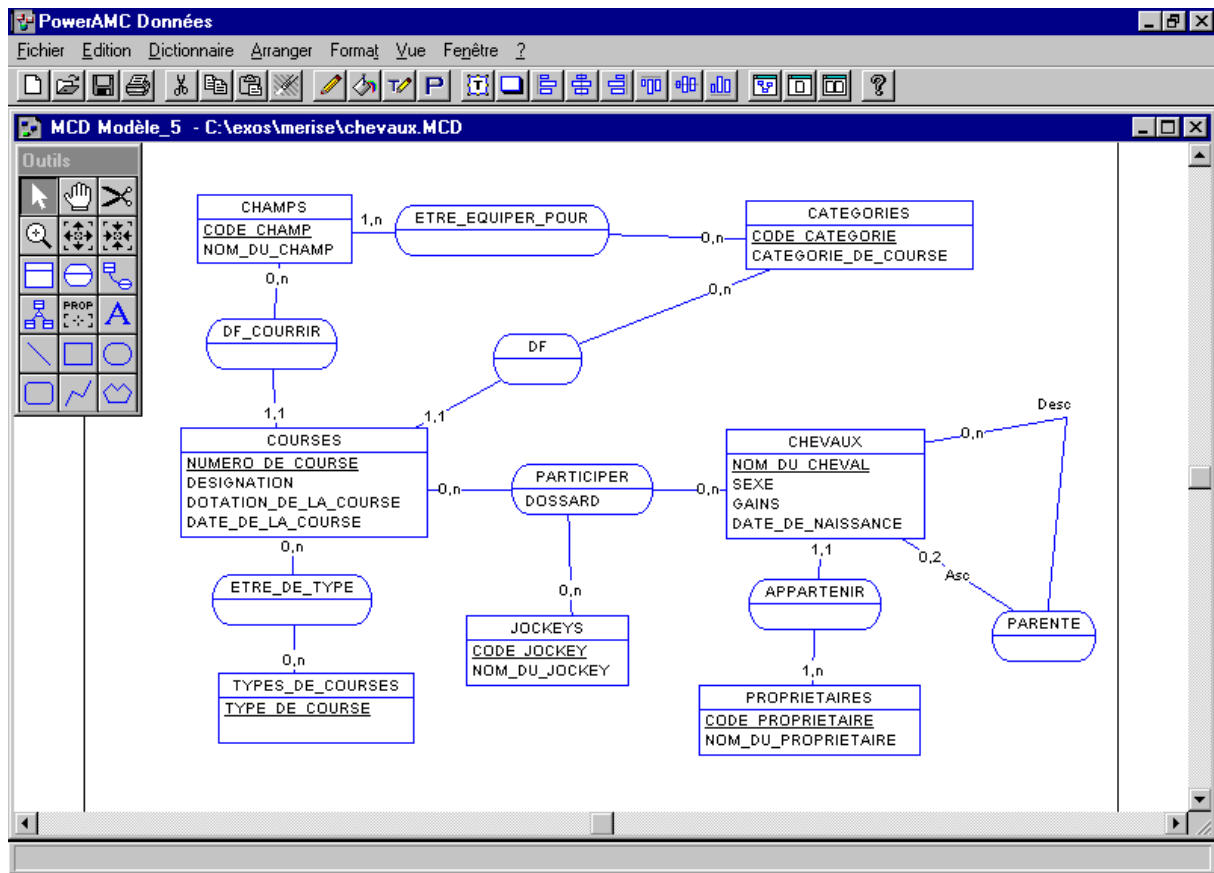 PowerAMC Données
Fichier Edition Dictionnaire Arranger Format Vue Fenêtre ?
MCD Modèle_5 - C:\exos\merise\chevaux.MCD
Outils
PROP
A
CHAMPS
CODE_CHAMP
NOM_DU_CHAMP
1,n
ETRE_EQUIPER_POUR
0,n
CATEGORIES
CODE_CATEGORIE
CATEGORIE_DE_COURSE
0,n
0,n
DF_COURRIR
DF
1,1
1,1
COURSES
NUMERO_DE_COURSE
DESIGNATION
DOTATION_DE_LA_COURSE
DATE_DE_LA_COURSE
0,n
PARTICIPER
DOSSARD
0,n
CHEVAUX
NOM_DU_CHEVAL
SEXE
GAINS
DATE_DE_NAISSANCE
0,n
Desc
0,2
Asc
PARENTE
0,n
ETRE_DE_TYPE
0,n
TYPES_DE_COURSES
TYPE_DE_COURSE
0,n
JOCKEYS
CODE_JOCKEY
NOM_DU_JOCKEY
1,1
APPARTENIR
1,n
PROPRIETAIRES
CODE_PROPRIETAIRE
NOM_DU_PROPRIETAIRE